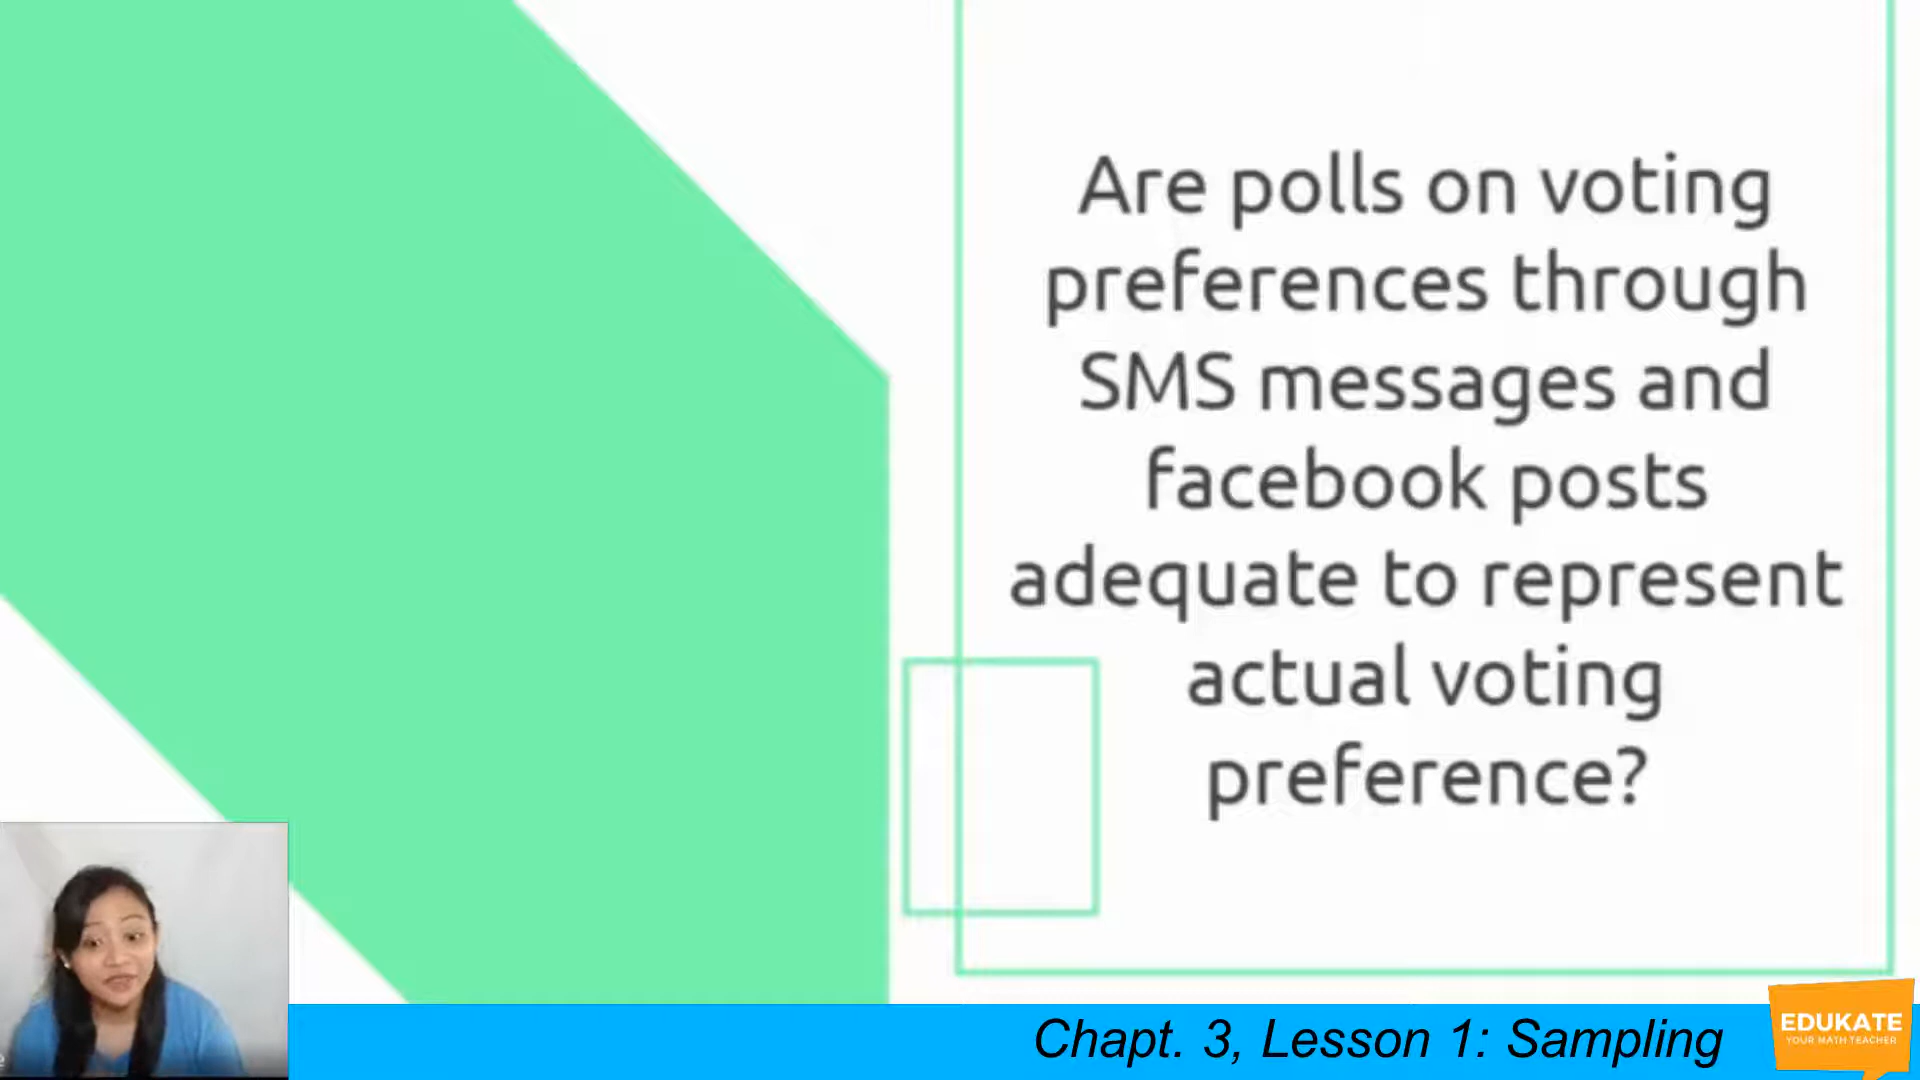 Are polls on voting
preferences through
SMS messages and
facebook posts
adequate to represent
actual voting
preference?
Chapt. 3, Lesson 1: Sampling
EDUKATE
YOUR MATH TEACHER